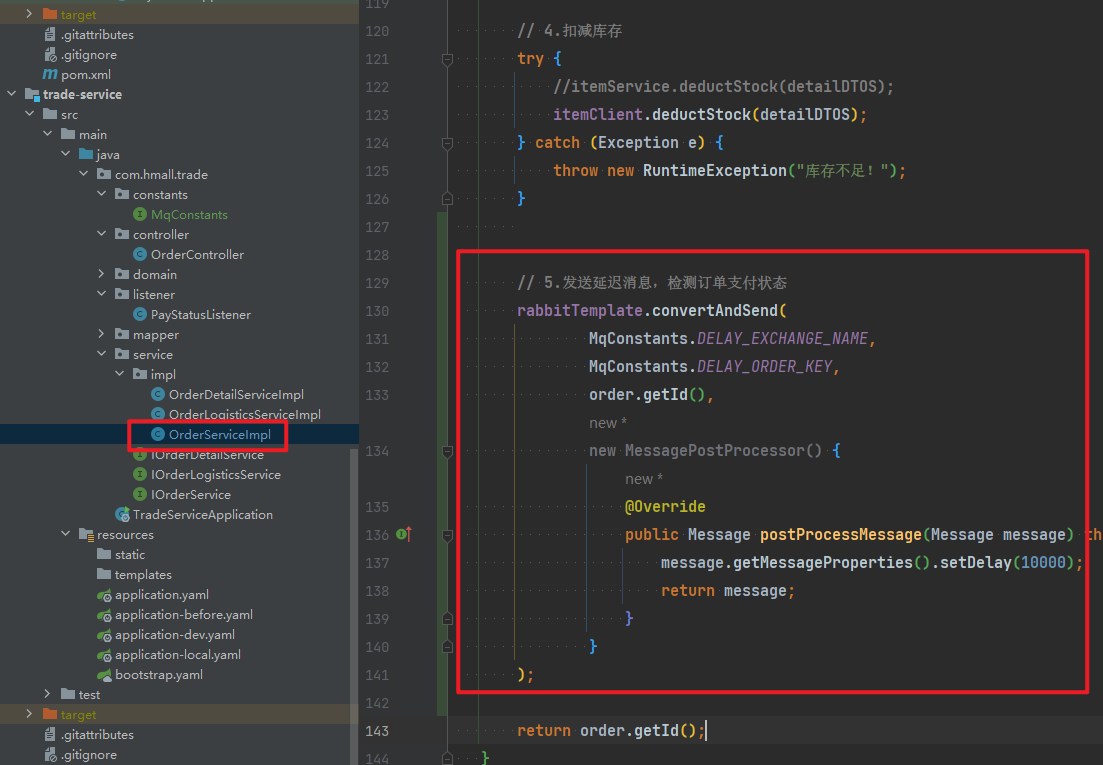 target
.gitattributes
.gitignore
pom.xml
trade-service
src
main
java
com.hmall.trade
constants
MqConstants
controller
OrderController
domain
listener
PayStatusListener
mapper
service
impl
OrderDetailServiceImpl
OrderLogisticsServiceImpl
OrderServiceImpl
IOrderDetailService
IOrderLogisticsService
IOrderService
TradeServiceApplication
resources
static
templates
application.yaml
application-before.yaml
application-dev.yaml
application-local.yaml
bootstrap.yaml
test
target
.gitattributes
.gitignore
119
120 // 4.扣减库存
121 try {
122 //itemService.deductStock(detailDTOS);
123 itemClient.deductStock(detailDTOS);
124 } catch (Exception e) {
125 throw new RuntimeException("库存不足！");
126 }
127
128
129 // 5.发送延迟消息，检测订单支付状态
130 rabbitTemplate.convertAndSend(
131 MqConstants.DELAY_EXCHANGE_NAME,
132 MqConstants.DELAY_ORDER_KEY,
133 order.getId(),
new *
134 new MessagePostProcessor() {
new *
135 @Override
136 public Message postProcessMessage(Message message) th
137 message.getMessageProperties().setDelay(10000);
138 return message;
139 }
140 }
141 );
142
143 return order.getId();
144 }